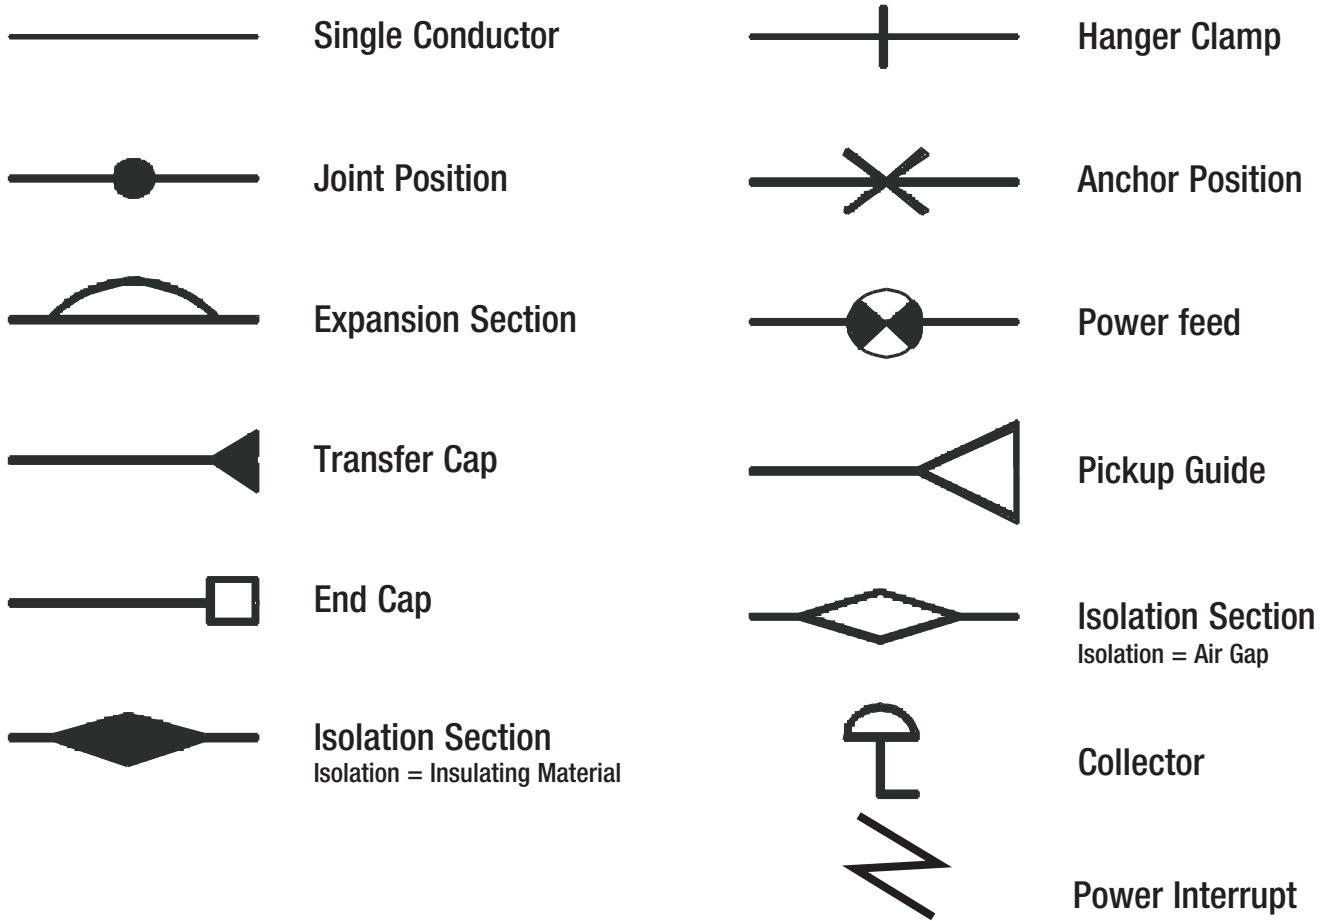 Single Conductor
Joint Position
Expansion Section
Transfer Cap
End Cap
Isolation Section
Isolation = Insulating Material
Hanger Clamp
Anchor Position
Power feed
Pickup Guide
Isolation Section
Isolation = Air Gap
Collector
Power Interrupt